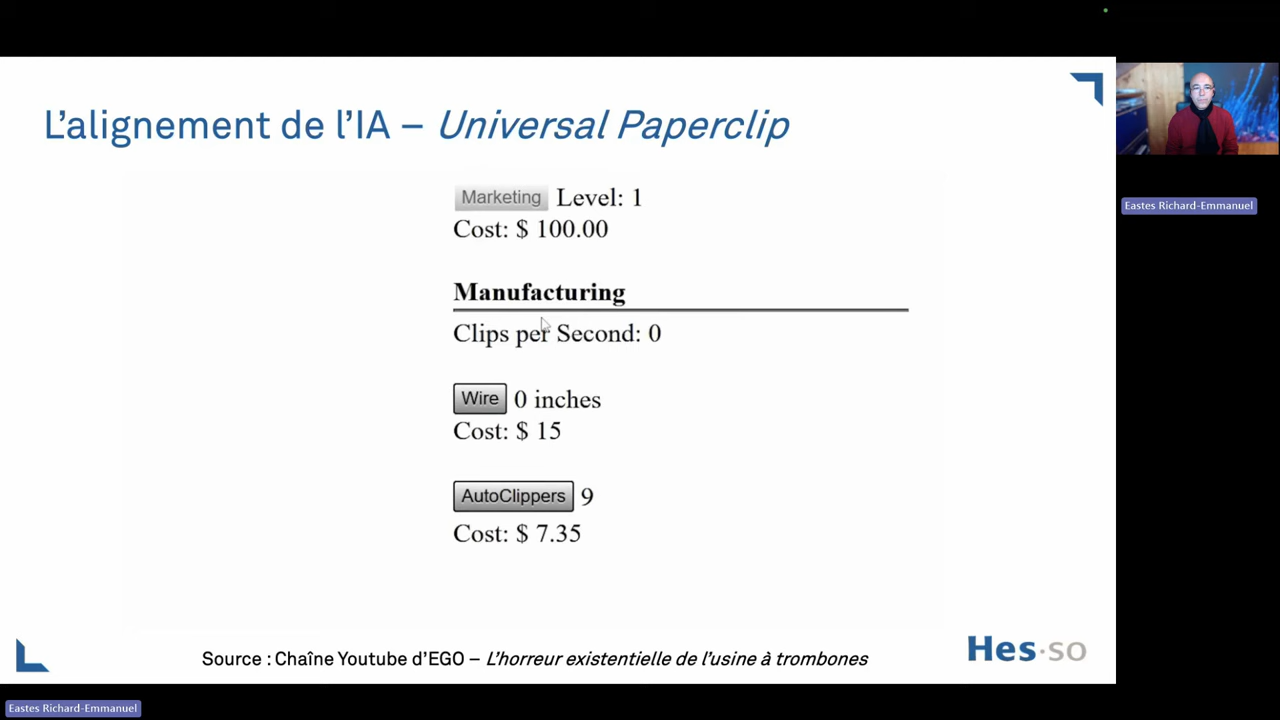 L'alignement de l'IA – Universal Paperclip
Marketing Level: 1
Cost: $ 100.00
Manufacturing
Clips per Second: 0
Wire 0 inches
Cost: $ 15
AutoClippers 9
Cost: $ 7.35
Source : Chaîne Youtube d'EGO – L'horreur existentielle de l'usine à trombones
Hes·so
Eastes Richard-Emmanuel
Eastes Richard-Emmanuel